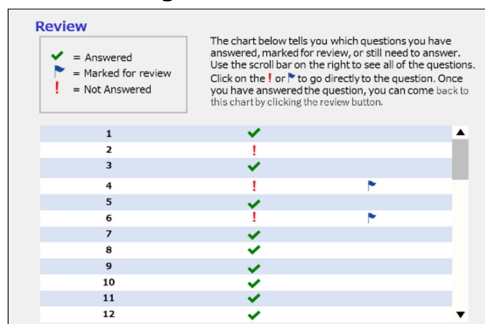 Review
= Answered
= Marked for review
! = Not Answered
The chart below tells you which questions you have
answered, marked for review, or still need to answer.
Use the scroll bar on the right to see all of the questions.
Click on the ! or to go directly to the question. Once
you have answered the question, you can come back to
this chart by clicking the review button.
1
2 !
3
4 !
5
6 !
7
8
9
10
11
12